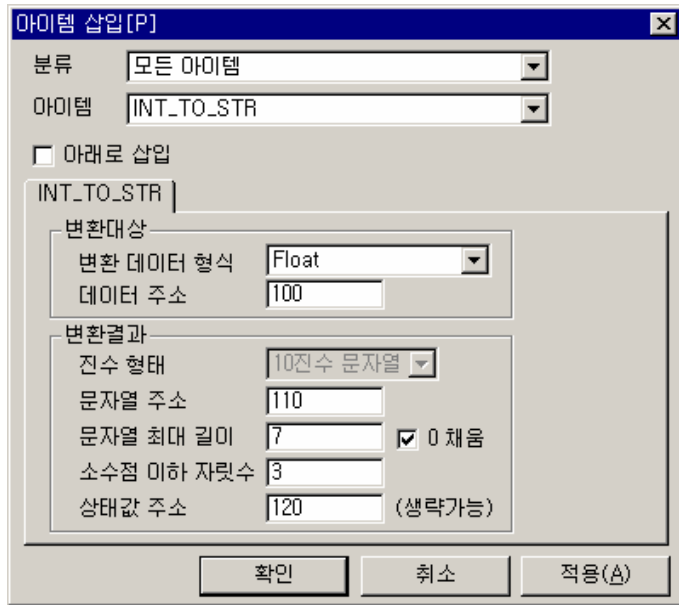 아이템 삽입[P]
분류 모든 아이템
아이템 INT_TO_STR
아래로 삽입
INT_TO_STR
변환대상
변환 데이터 형식 Float
데이터 주소 100
변환결과
진수 형태 10진수 문자열
문자열 주소 110
문자열 최대 길이 7 0 채움
소수점 이하 자릿수 3
상태값 주소 120 (생략가능)
확인 취소 적용(A)